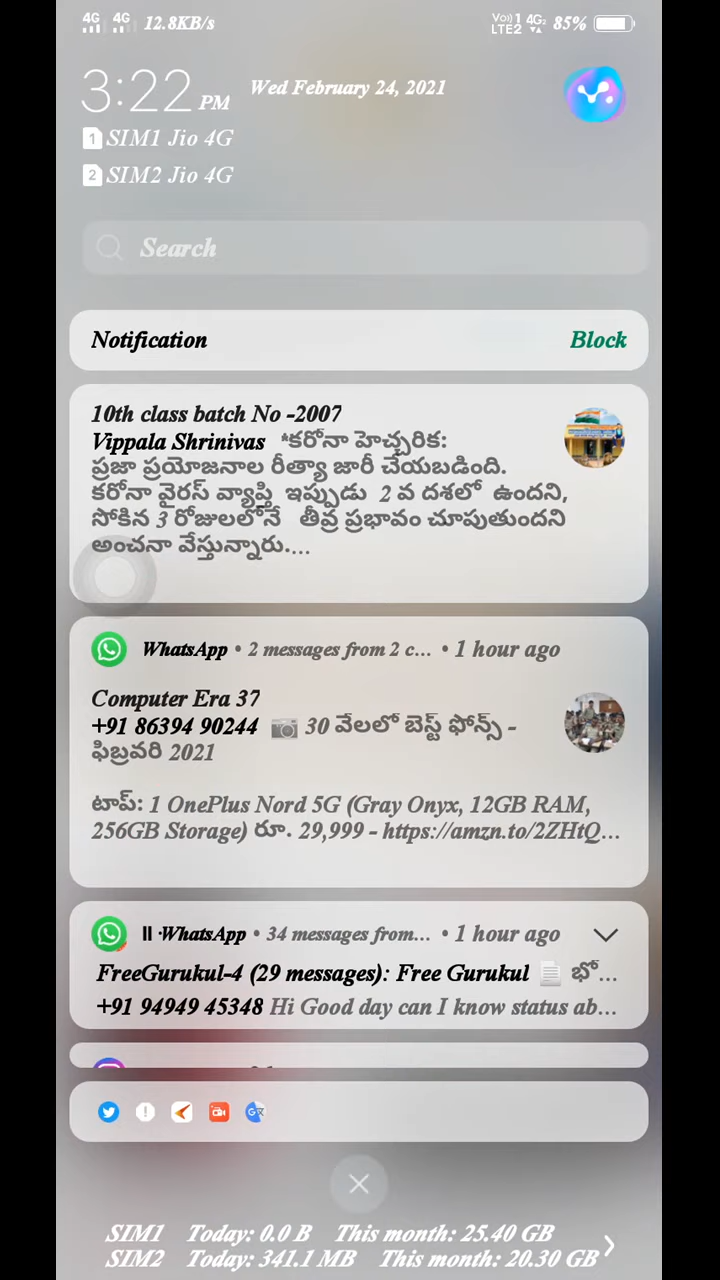 4G 4G 12.8KB/s Vo)) 1 4G2 LTE2 85%
3:22 PM Wed February 24, 2021
1 SIM1 Jio 4G
2 SIM2 Jio 4G
Search
Notification Block
10th class batch No -2007
Vippala Shrinivas *కరోనా హెచ్చరిక:
ప్రజా ప్రయోజనాల రీత్యా జారీ చేయబడింది.
కరోనా వైరస్ వ్యాప్తి ఇప్పుడు 2 వ దశలో ఉందని,
సోకిన 3 రోజులలోనే తీవ్ర ప్రభావం చూపుతుందని
అంచనా వేస్తున్నారు....
WhatsApp • 2 messages from 2 c... • 1 hour ago
Computer Era 37
+91 86394 90244 📷 30 వేలలో బెస్ట్ ఫోన్స్ -
ఫిబ్రవరి 2021
టాప్: 1 OnePlus Nord 5G (Gray Onyx, 12GB RAM,
256GB Storage) రూ. 29,999 - https://amzn.to/2ZHtQ...
II ·WhatsApp • 34 messages from... • 1 hour ago
FreeGurukul-4 (29 messages): Free Gurukul 📄 భో...
+91 94949 45348 Hi Good day can I know status ab...
SIM1 Today: 0.0 B This month: 25.40 GB
SIM2 Today: 341.1 MB This month: 20.30 GB